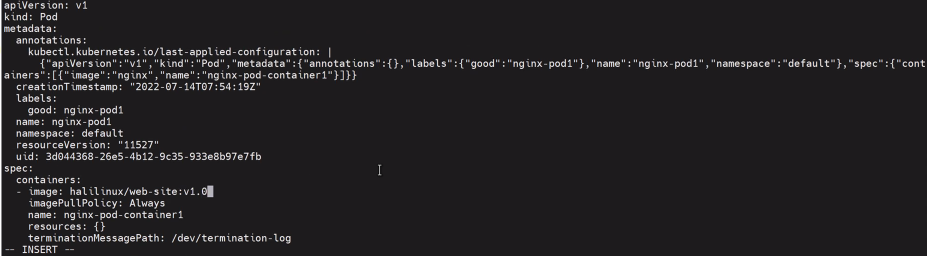 apiVersion: v1
kind: Pod
metadata:
  annotations:
    kubectl.kubernetes.io/last-applied-configuration: |
      {"apiVersion":"v1","kind":"Pod","metadata":{"annotations":{},"labels":{"good":"nginx-pod1"},"name":"nginx-pod1","namespace":"default"},"spec":{"cont
ainers":[{"image":"nginx","name":"nginx-pod-container1"}]}}
  creationTimestamp: "2022-07-14T07:54:19Z"
  labels:
    good: nginx-pod1
  name: nginx-pod1
  namespace: default
  resourceVersion: "11527"
  uid: 3d044368-26e5-4b12-9c35-933e8b97e7fb
spec:
  containers:
  - image: halilinux/web-site:v1.0
    imagePullPolicy: Always
    name: nginx-pod-container1
    resources: {}
    terminationMessagePath: /dev/termination-log
-- INSERT --